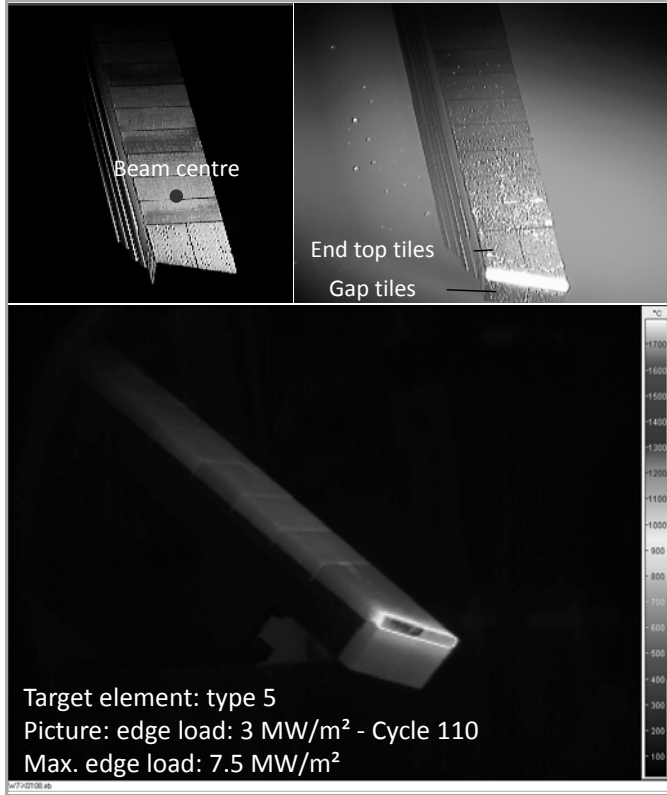 Beam centre
End top tiles
Gap tiles
°C
1700
1600
1500
1400
1300
1200
1100
1000
900
800
700
600
500
400
300
200
100
Target element: type 5
Picture: edge load: 3 MW/m² - Cycle 110
Max. edge load: 7.5 MW/m²